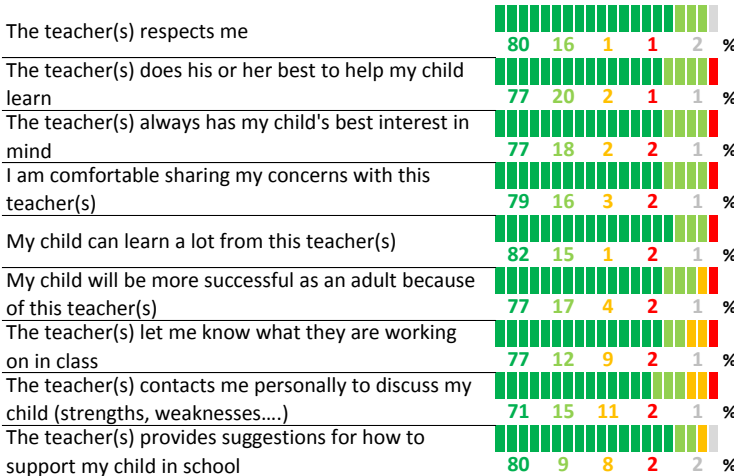 The teacher(s) respects me
80 16 1 1 2 %
The teacher(s) does his or her best to help my child
learn
77 20 2 1 1 %
The teacher(s) always has my child's best interest in
mind
77 18 2 2 1 %
I am comfortable sharing my concerns with this
teacher(s)
79 16 3 2 1 %
My child can learn a lot from this teacher(s)
82 15 1 2 1 %
My child will be more successful as an adult because
of this teacher(s)
77 17 4 2 1 %
The teacher(s) let me know what they are working
on in class
77 12 9 2 1 %
The teacher(s) contacts me personally to discuss my
child (strengths, weaknesses....)
71 15 11 2 1 %
The teacher(s) provides suggestions for how to
support my child in school
80 9 8 2 2 %